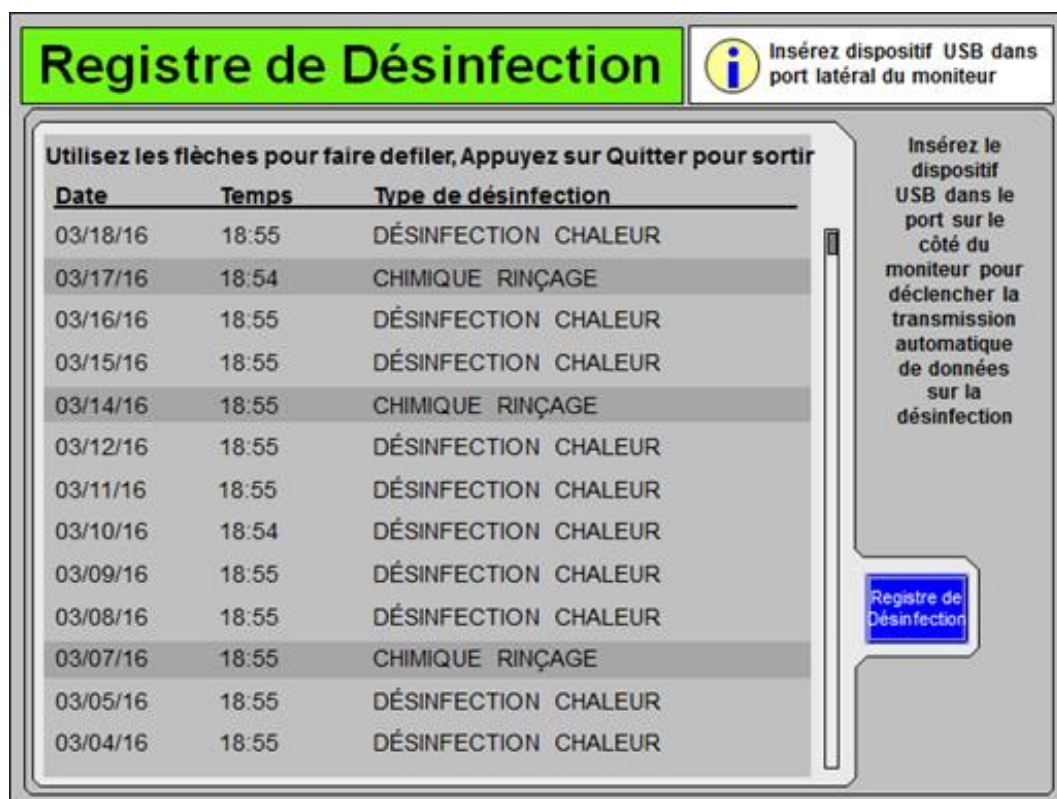 Registre de Désinfection
Insérez dispositif USB dans
port latéral du moniteur
Utilisez les flèches pour faire defiler, Appuyez sur Quitter pour sortir
Date Temps Type de désinfection
03/18/16 18:55 DÉSINFECTION CHALEUR
03/17/16 18:54 CHIMIQUE RINÇAGE
03/16/16 18:55 DÉSINFECTION CHALEUR
03/15/16 18:55 DÉSINFECTION CHALEUR
03/14/16 18:55 CHIMIQUE RINÇAGE
03/12/16 18:55 DÉSINFECTION CHALEUR
03/11/16 18:55 DÉSINFECTION CHALEUR
03/10/16 18:54 DÉSINFECTION CHALEUR
03/09/16 18:55 DÉSINFECTION CHALEUR
03/08/16 18:55 DÉSINFECTION CHALEUR
03/07/16 18:55 CHIMIQUE RINÇAGE
03/05/16 18:55 DÉSINFECTION CHALEUR
03/04/16 18:55 DÉSINFECTION CHALEUR
Insérez le
dispositif
USB dans le
port sur le
côté du
moniteur pour
déclencher la
transmission
automatique
de données
sur la
désinfection
Registre de
Désinfection